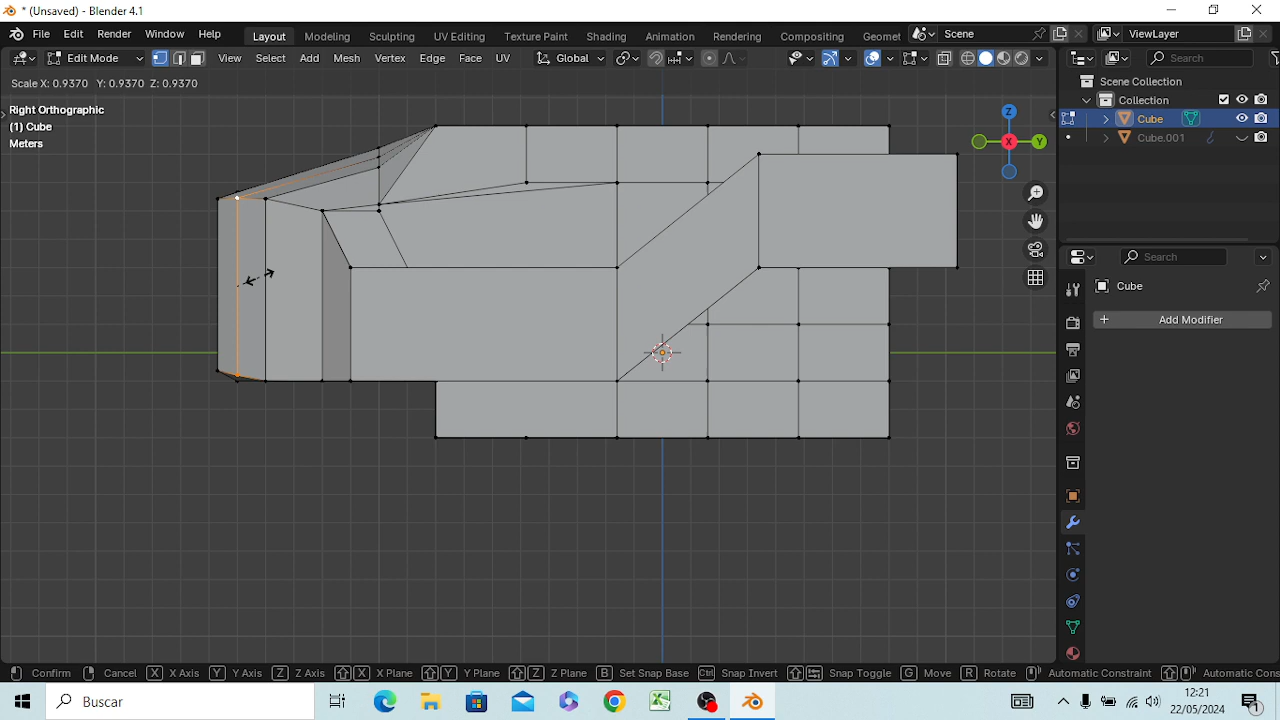 * (Unsaved) - Blender 4.1
File Edit Render Window Help Layout Modeling Sculpting UV Editing Texture Paint Shading Animation Rendering Compositing Geomet Scene ViewLayer
Edit Mode View Select Add Mesh Vertex Edge Face UV Global Search
Scale X: 0.9370 Y: 0.9370 Z: 0.9370
Scene Collection
Right Orthographic
Collection
(1) Cube
Cube
Meters
Cube.001
Z
Y
X
Search
Cube
Add Modifier
Confirm Cancel X X Axis Y Y Axis Z Z Axis X X Plane Y Y Plane Z Z Plane B Set Snap Base Ctrl Snap Invert Snap Toggle G Move R Rotate Automatic Constraint Automatic Cons
Buscar
12:21
22/05/2024
1